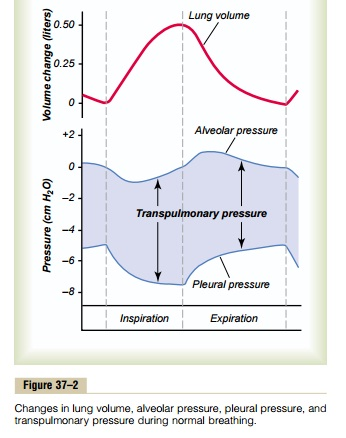 Lung volume
Volume change (liters)
0.50
0.25
0
Alveolar pressure
Pressure (cm H₂O)
+2
0
−2
Transpulmonary pressure
−4
−6
−8
Pleural pressure
Inspiration
Expiration
Figure 37–2
Changes in lung volume, alveolar pressure, pleural pressure, and
transpulmonary pressure during normal breathing.